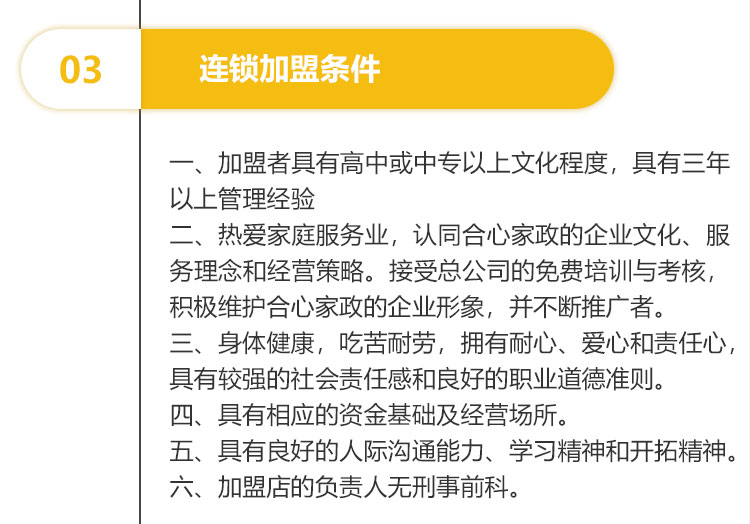 03
连锁加盟条件
一、加盟者具有高中或中专以上文化程度，具有三年
以上管理经验
二、热爱家庭服务业，认同合心家政的企业文化、服
务理念和经营策略。接受总公司的免费培训与考核，
积极维护合心家政的企业形象，并不断推广者。
三、身体健康，吃苦耐劳，拥有耐心、爱心和责任心，
具有较强的社会责任感和良好的职业道德准则。
四、具有相应的资金基础及经营场所。
五、具有良好的人际沟通能力、学习精神和开拓精神。
六、加盟店的负责人无刑事前科。